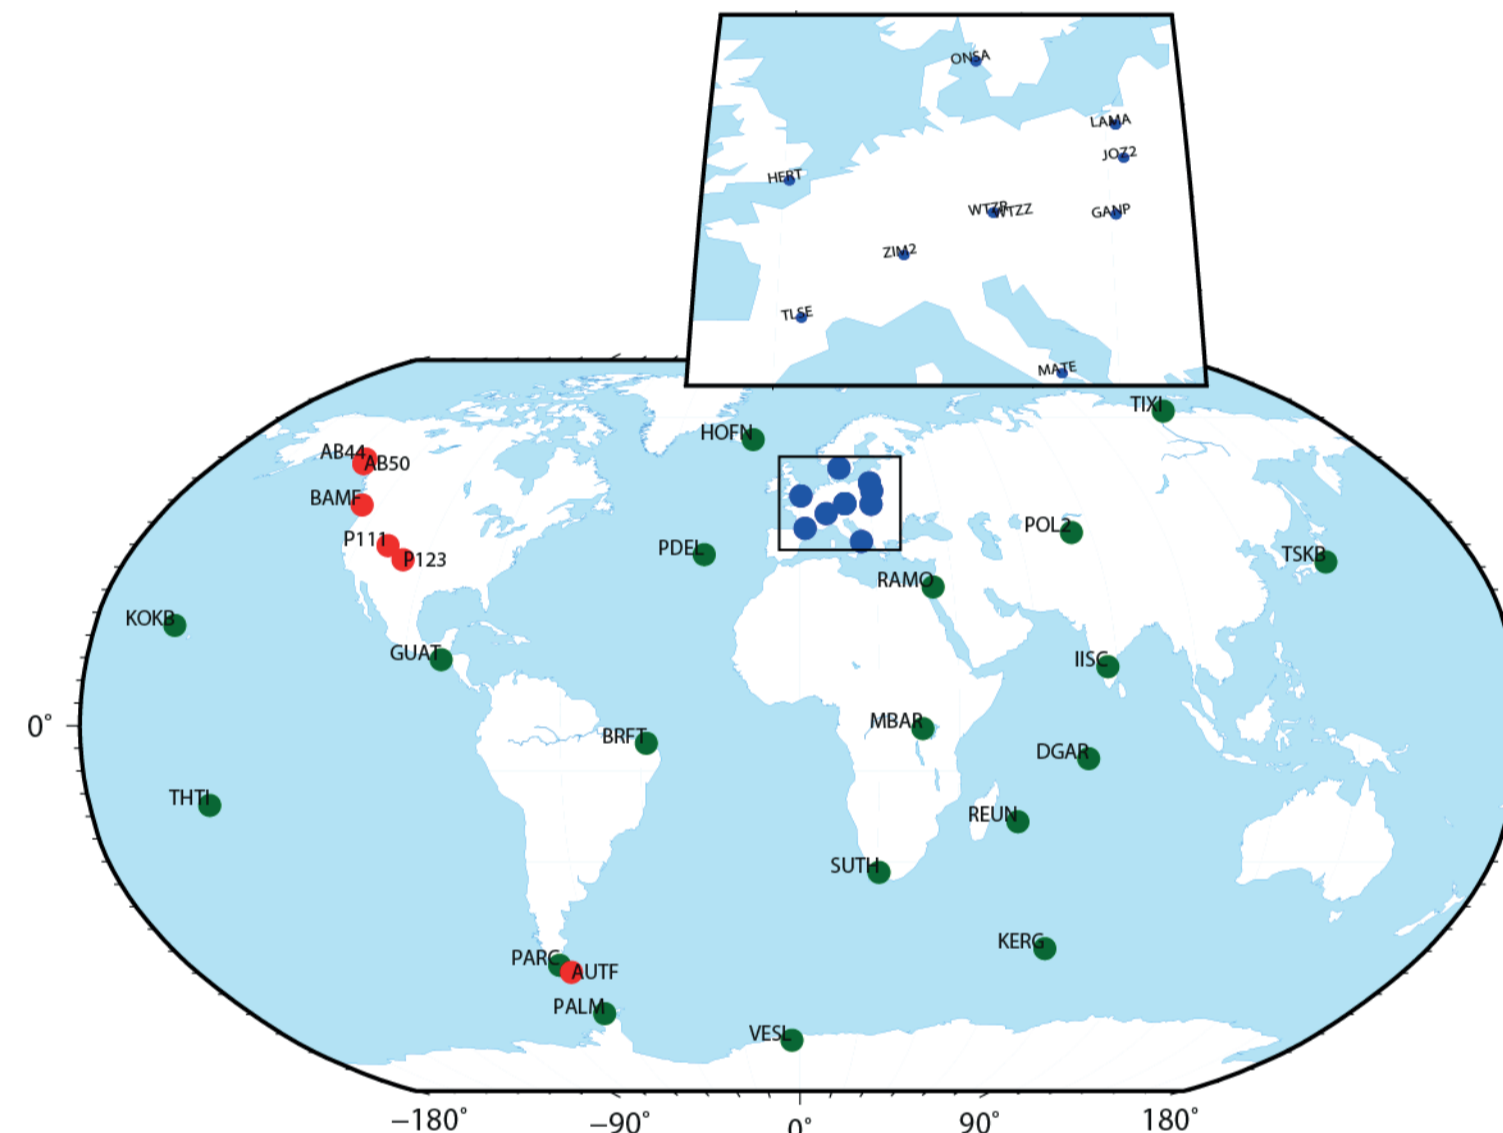 ONSA
LAMA
JOZ2
HERT
WTZR
WTZZ
GANP
ZIM2
TLSE
MATE
TIXI
HOFN
AB44
AB50
BAMF
POL2
P111
PDEL
TSKB
P123
RAMO
KOKB
GUAT
IISC
MBAR
0°
BRFT
DGAR
THTI
REUN
SUTH
KERG
PARC
AUTF
PALM
VESL
−180°
−90°
0°
90°
180°